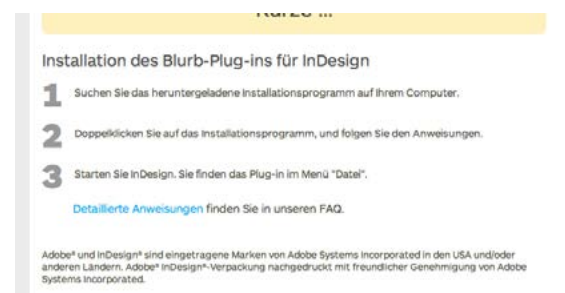 Kürze ...
Installation des Blurb-Plug-ins für InDesign
1 Suchen Sie das heruntergeladene Installationsprogramm auf Ihrem Computer.
2 Doppelklicken Sie auf das Installationsprogramm, und folgen Sie den Anweisungen.
3 Starten Sie InDesign. Sie finden das Plug-in im Menü "Datei".
Detaillierte Anweisungen finden Sie in unseren FAQ.
Adobe® und InDesign® sind eingetragene Marken von Adobe Systems Incorporated in den USA und/oder
anderen Ländern. Adobe® InDesign®-Verpackung nachgedruckt mit freundlicher Genehmigung von Adobe
Systems Incorporated.